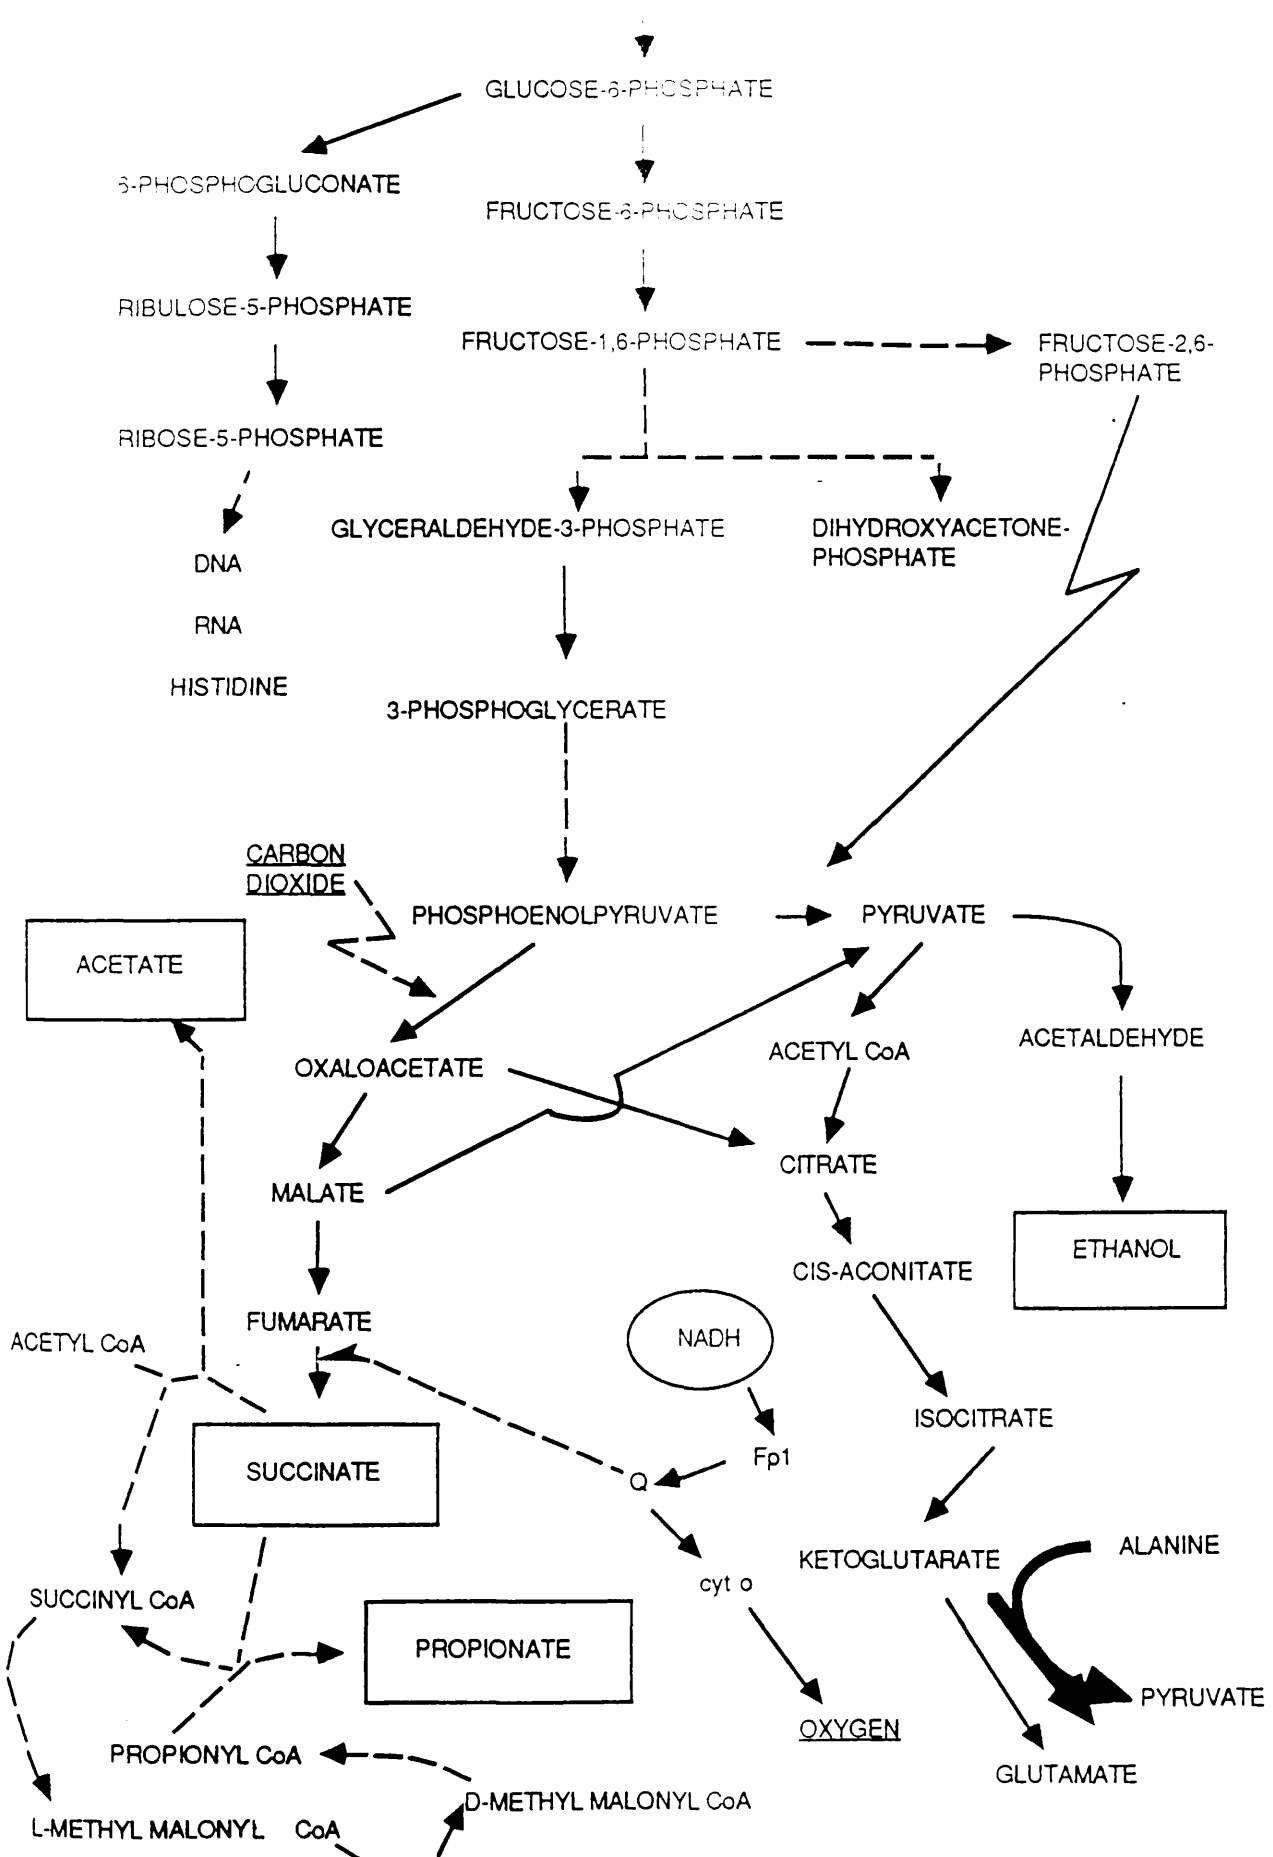 GLUCOSE-6-PHOSPHATE
6-PHOSPHOGLUCONATE
FRUCTOSE-6-PHOSPHATE
RIBULOSE-5-PHOSPHATE
FRUCTOSE-1,6-PHOSPHATE
FRUCTOSE-2,6-
PHOSPHATE
RIBOSE-5-PHOSPHATE
GLYCERALDEHYDE-3-PHOSPHATE
DIHYDROXYACETONE-
PHOSPHATE
DNA
RNA
HISTIDINE
3-PHOSPHOGLYCERATE
CARBON
DIOXIDE
PHOSPHOENOLPYRUVATE
PYRUVATE
ACETATE
ACETALDEHYDE
ACETYL CoA
OXALOACETATE
CITRATE
MALATE
ETHANOL
CIS-ACONITATE
FUMARATE
NADH
ACETYL CoA
ISOCITRATE
Fp1
SUCCINATE
Q
ALANINE
KETOGLUTARATE
cyt o
SUCCINYL CoA
PROPIONATE
PYRUVATE
OXYGEN
PROPIONYL CoA
GLUTAMATE
D-METHYL MALONYL CoA
L-METHYL MALONYL CoA